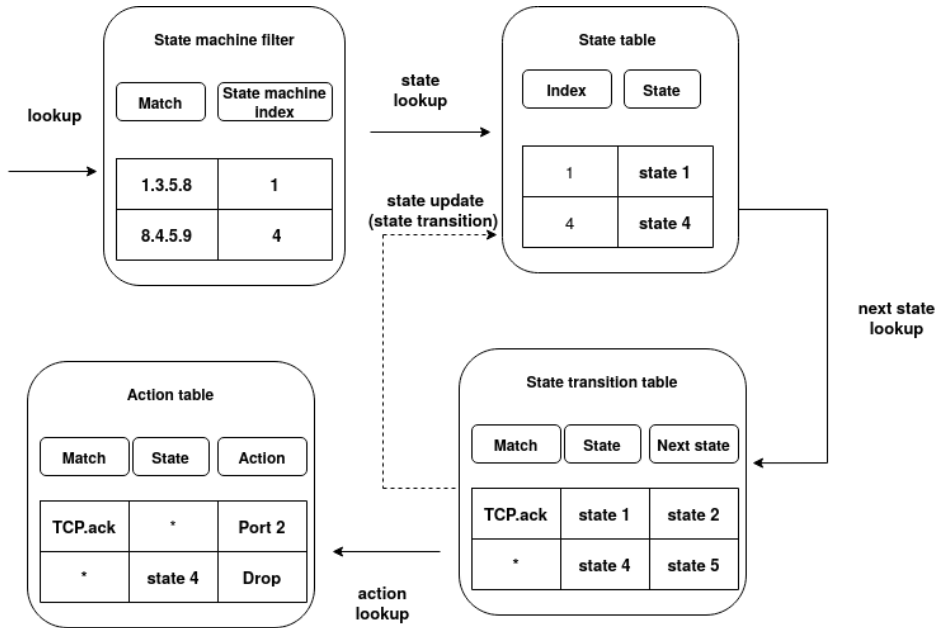 State machine filter
Match
State machine
index
1.3.5.8
1
8.4.5.9
4
lookup
state
lookup
State table
Index
State
1
state 1
4
state 4
state update
(state transition)
next state
lookup
State transition table
Match
State
Next state
TCP.ack
state 1
state 2
*
state 4
state 5
action
lookup
Action table
Match
State
Action
TCP.ack
*
Port 2
*
state 4
Drop